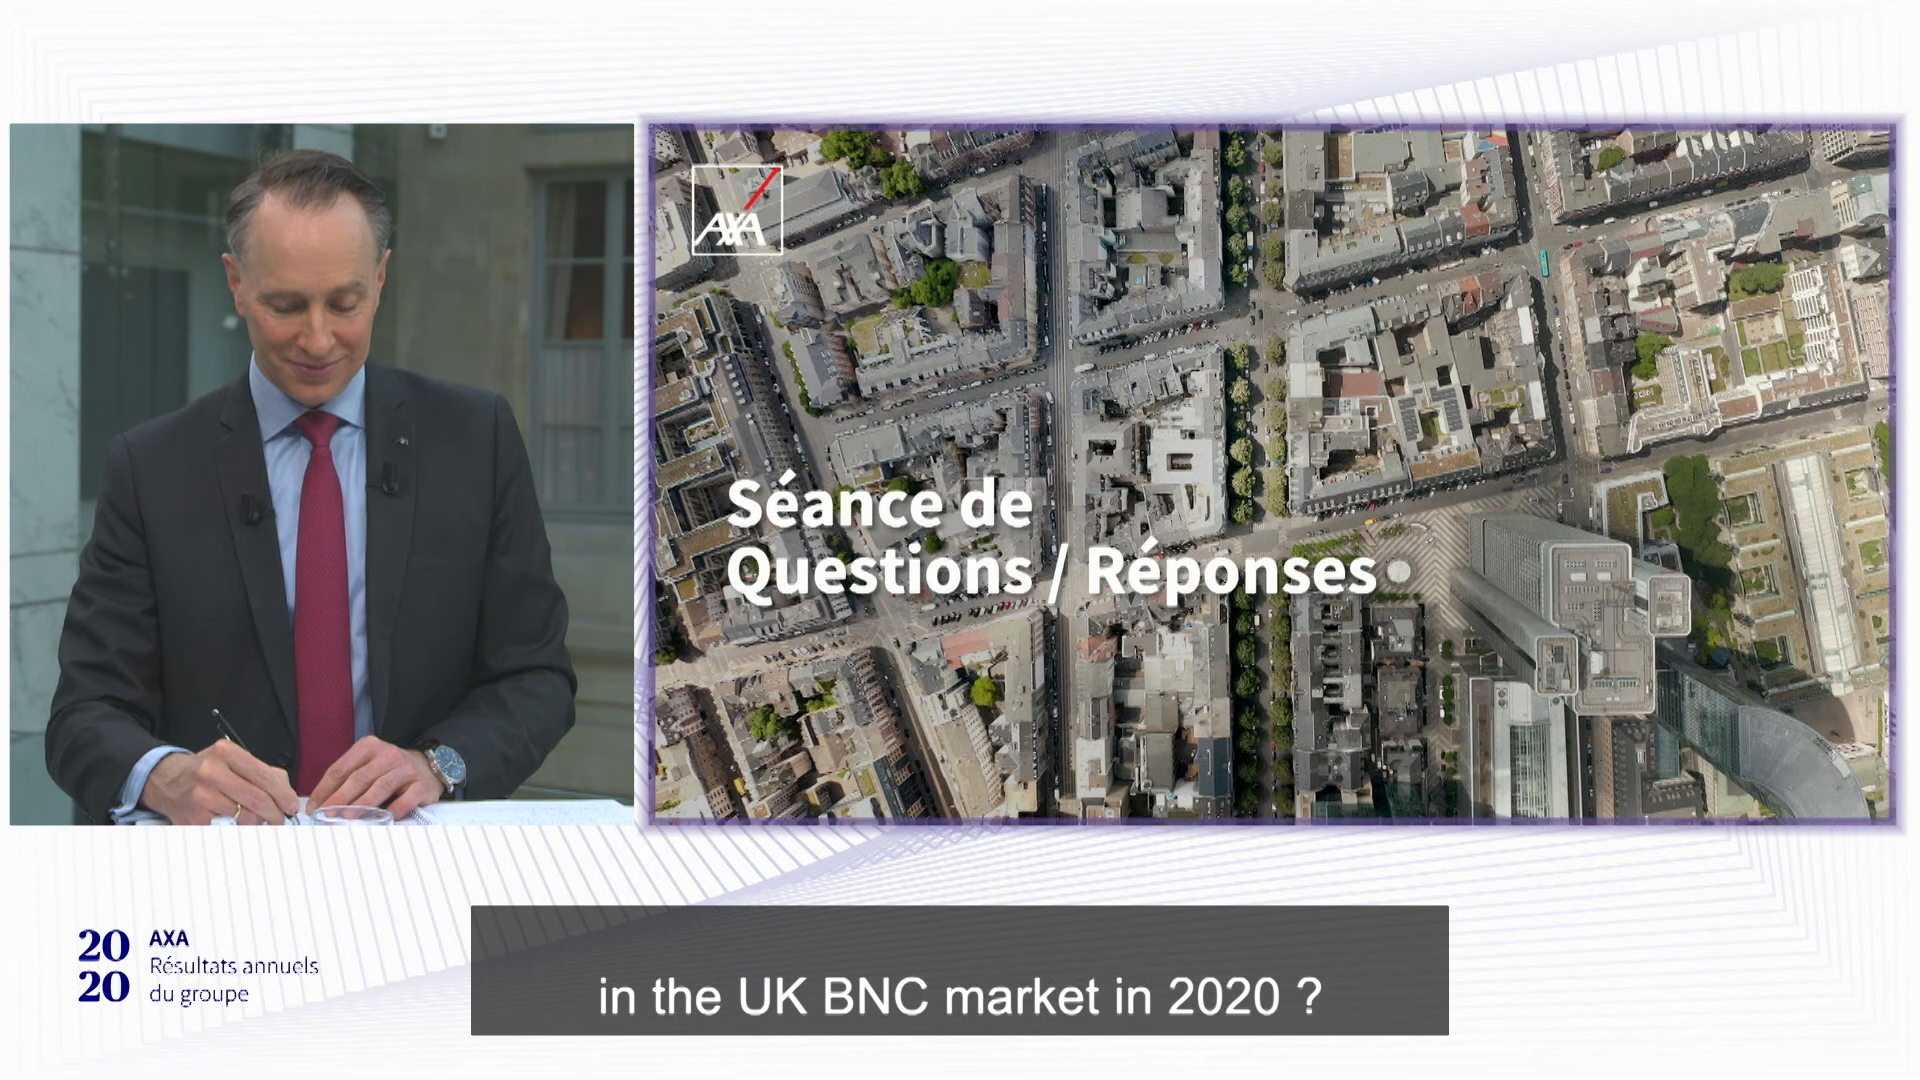 AXA
Séance de
Questions / Réponses
20
20
AXA
Résultats annuels
du groupe
in the UK BNC market in 2020 ?